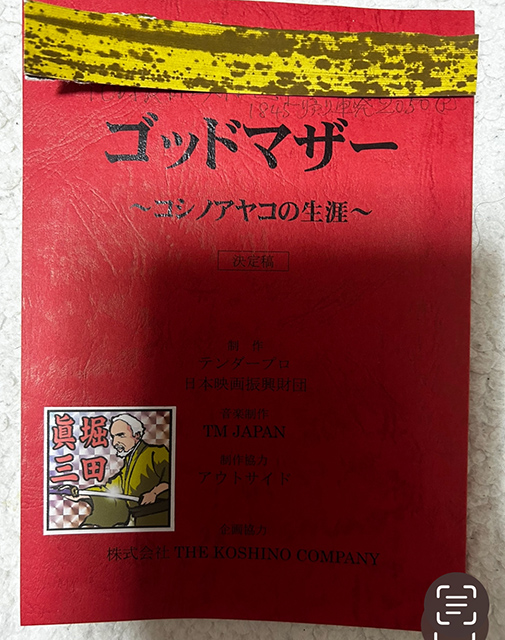 ゴッドマザー
～コシノアヤコの生涯～
決定稿
制作
テンダープロ
日本映画振興財団
音楽制作
TM JAPAN
制作協力
アウトサイド
企画協力
株式会社 THE KOSHINO COMPANY
眞堀
三田